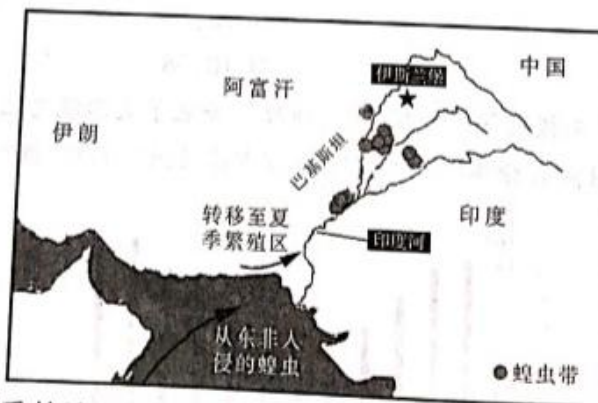 中国
伊斯兰堡
阿富汗
伊朗
巴基斯坦
转移至夏
季繁殖区
印度
印度河
从东非入
侵的蝗虫
蝗虫带